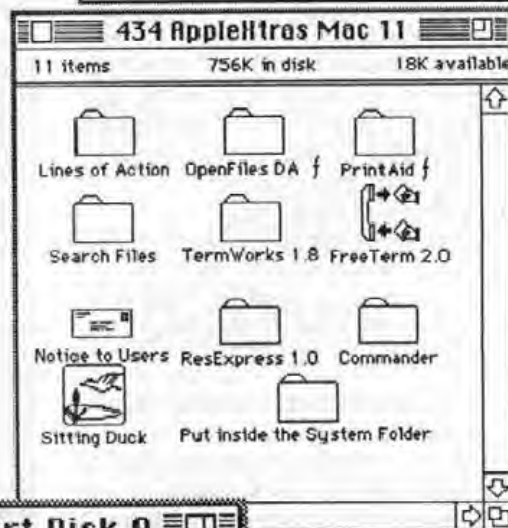 434 AppleXtras Mac 11
11 items 756K in disk 18K available
Lines of Action OpenFiles DA ƒ PrintAid ƒ
Search Files TermWorks 1.8 FreeTerm 2.0
Notice to Users ResExpress 1.0 Commander
Sitting Duck Put inside the System Folder